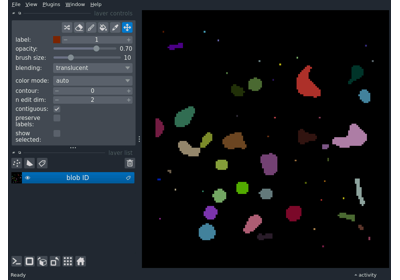 File View Plugins Window Help
layer controls
label: 1
opacity: 0.70
brush size: 10
blending: translucent
color mode: auto
contour: 0
n edit dim: 2
contiguous:
preserve
labels:
show
selected:
layer list
blob ID
activity